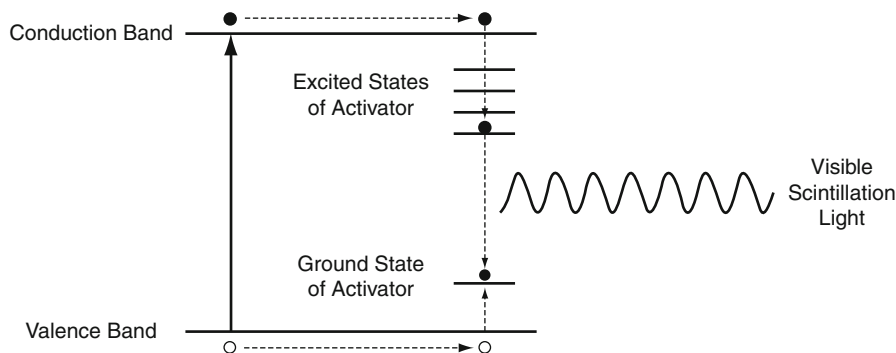 Conduction Band
Excited States
of Activator
Visible
Scintillation
Light
Ground State
of Activator
Valence Band